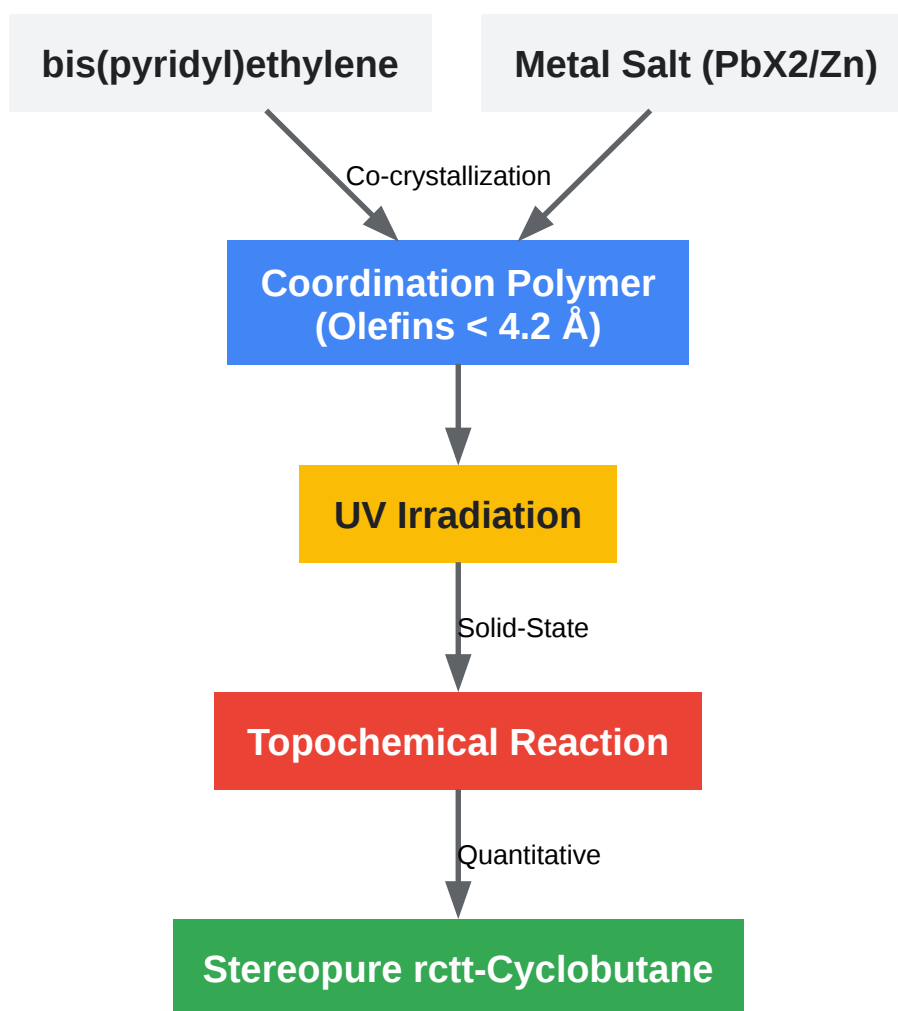 bis(pyridyl)ethylene
Metal Salt (PbX2/Zn)
Co-crystallization
Coordination Polymer
(Olefins < 4.2 Å)
UV Irradiation
Solid-State
Topochemical Reaction
Quantitative
Stereopure rctt-Cyclobutane